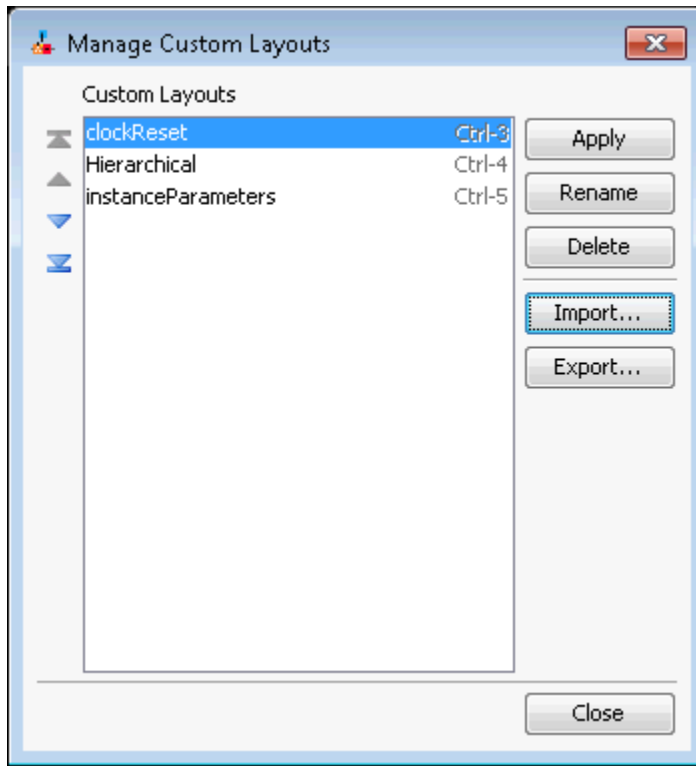 Manage Custom Layouts
Custom Layouts
clockReset Ctrl-3
Hierarchical Ctrl-4
instanceParameters Ctrl-5
Apply
Rename
Delete
Import...
Export...
Close